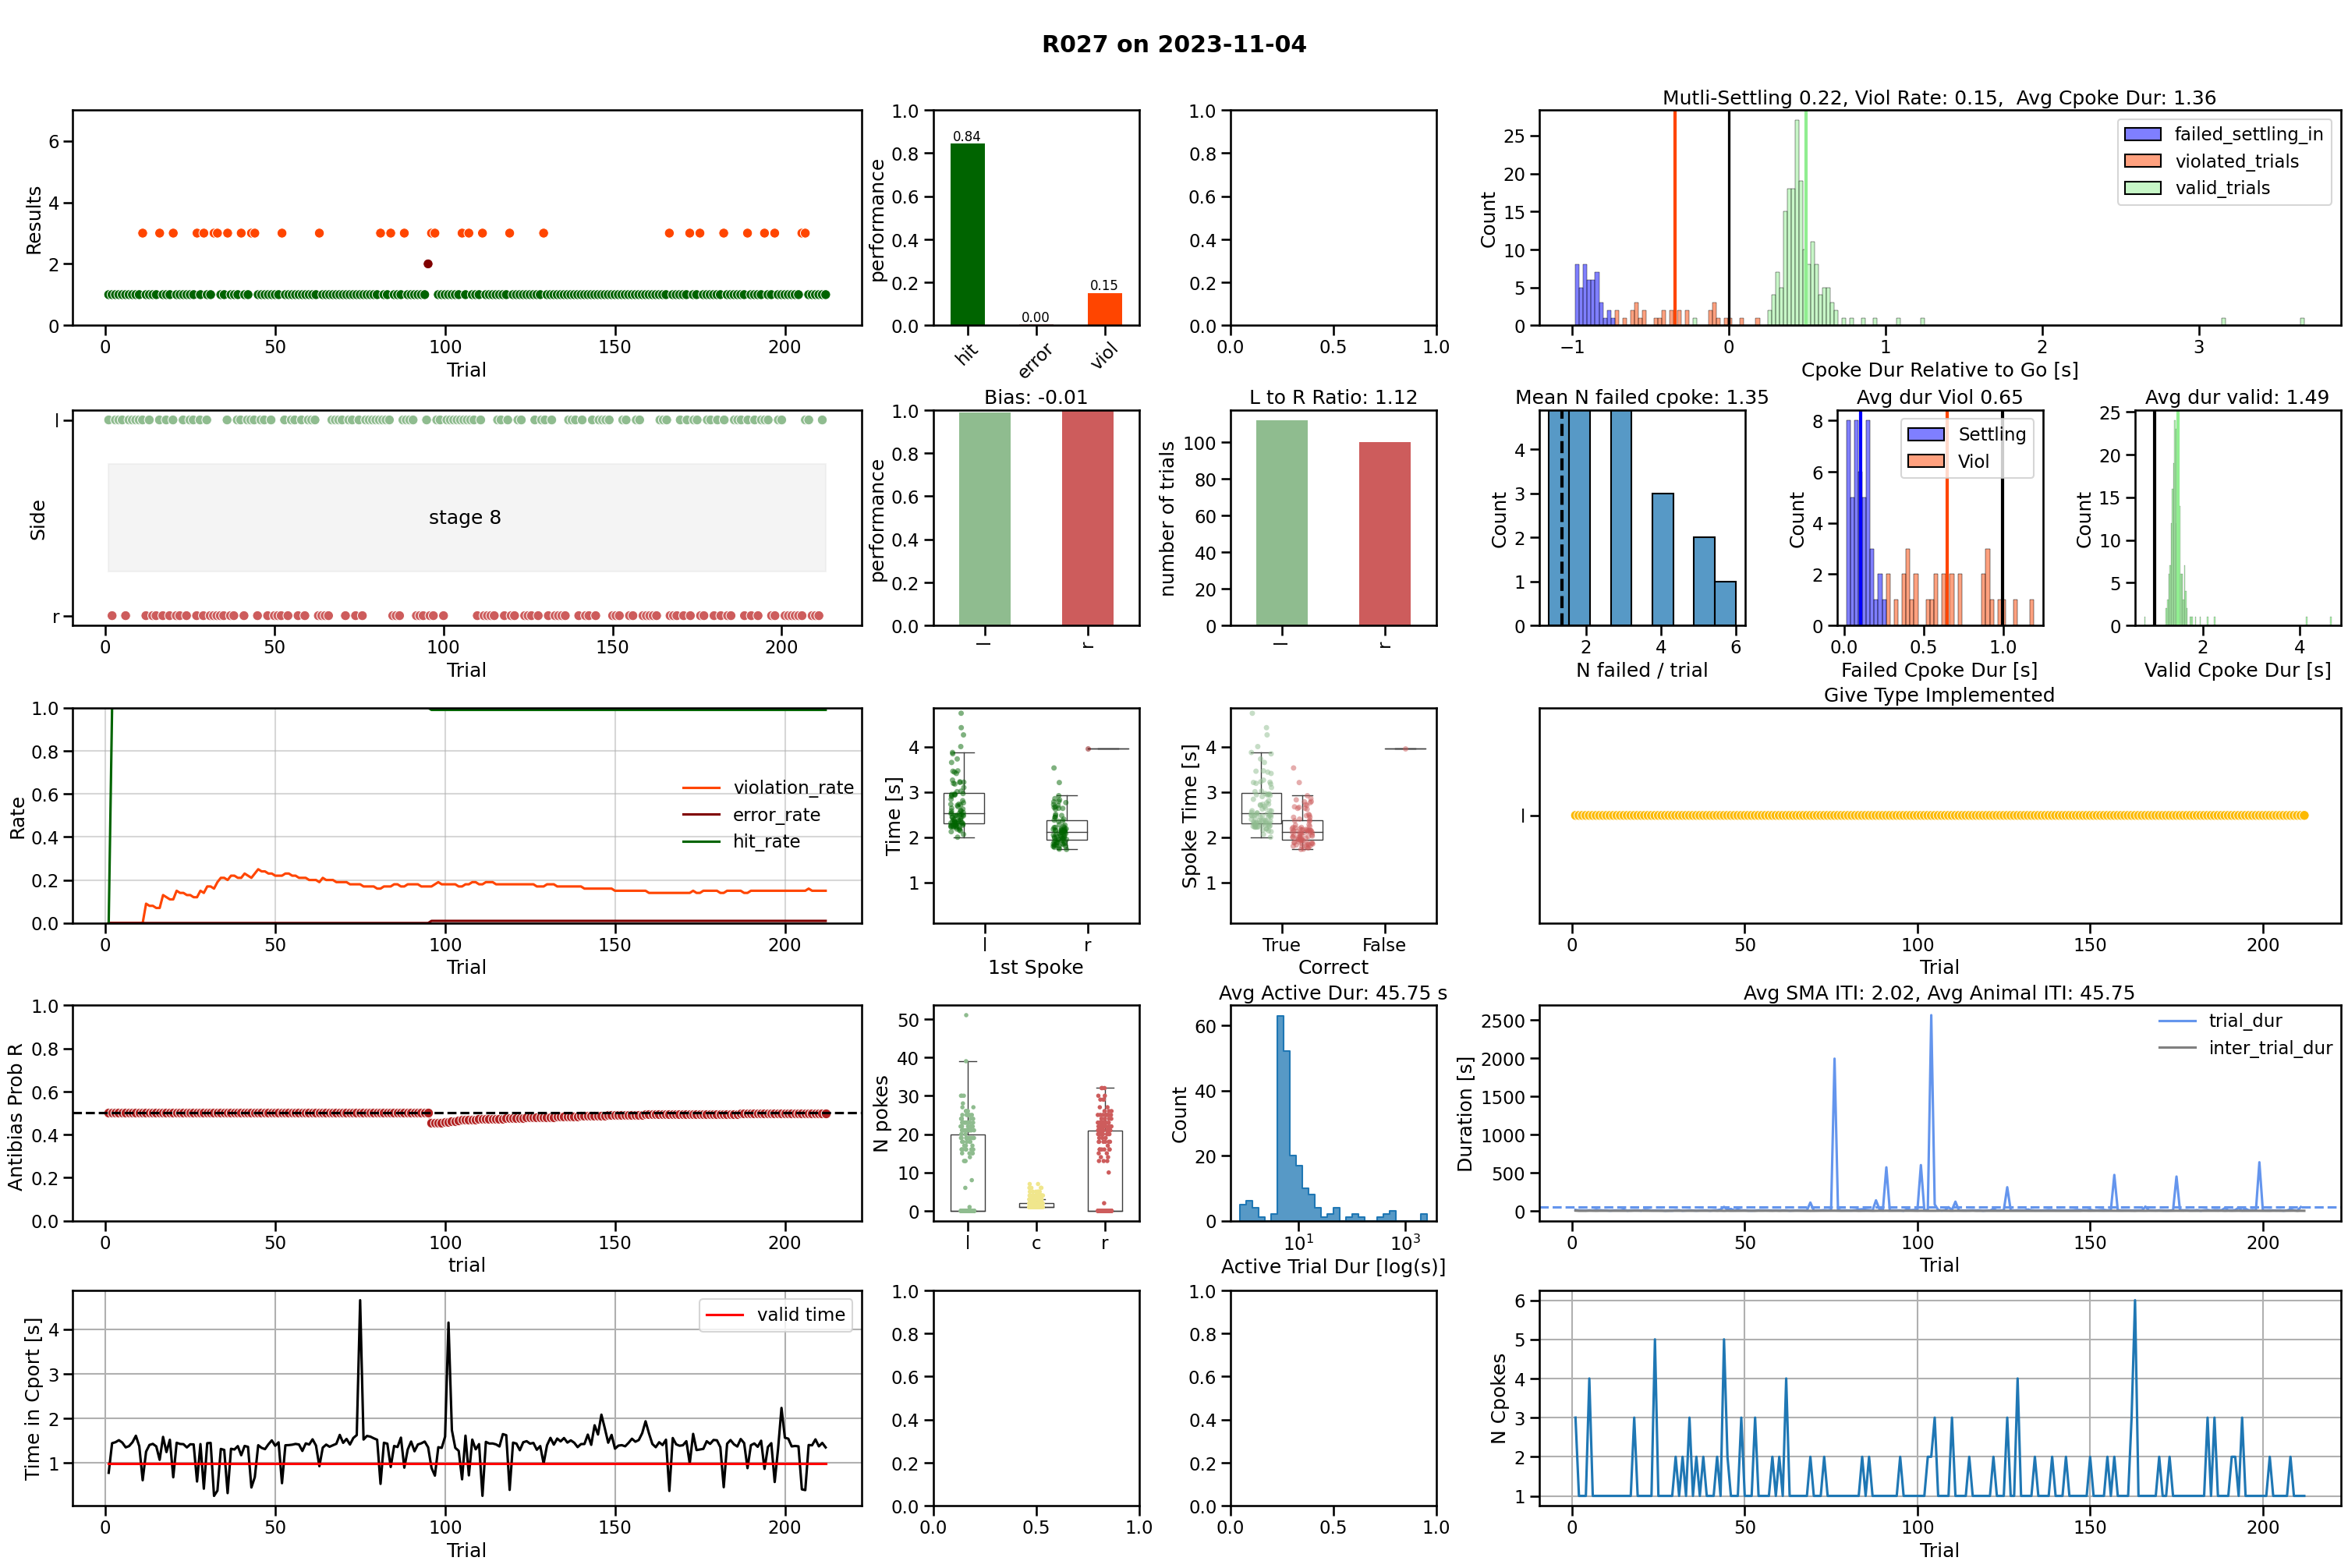 R027 on 2023-11-04
Results
0
2
4
6
0
50
100
150
200
Trial
performance
0.0
0.2
0.4
0.6
0.8
1.0
0.84
0.00
0.15
hit
error
viol
0.0
0.2
0.4
0.6
0.8
1.0
0.0
0.5
1.0
Mutli-Settling 0.22, Viol Rate: 0.15, Avg Cpoke Dur: 1.36
Count
0
5
10
15
20
25
failed_settling_in
violated_trials
valid_trials
−1
0
1
2
3
Cpoke Dur Relative to Go [s]
Side
l
r
stage 8
0
50
100
150
200
Trial
Bias: -0.01
performance
0.0
0.2
0.4
0.6
0.8
1.0
l
r
L to R Ratio: 1.12
number of trials
0
20
40
60
80
100
l
r
Mean N failed cpoke: 1.35
Count
0
1
2
3
4
2
4
6
N failed / trial
Avg dur Viol 0.65
Count
0
2
4
6
8
Settling
Viol
0.0
0.5
1.0
Failed Cpoke Dur [s]
Avg dur valid: 1.49
Count
0
5
10
15
20
25
2
4
Valid Cpoke Dur [s]
Rate
0.0
0.2
0.4
0.6
0.8
1.0
violation_rate
error_rate
hit_rate
0
50
100
150
200
Trial
Time [s]
1
2
3
4
l
r
1st Spoke
Spoke Time [s]
1
2
3
4
True
False
Correct
Give Type Implemented
l
0
50
100
150
200
Trial
Antibias Prob R
0.0
0.2
0.4
0.6
0.8
1.0
0
50
100
150
200
trial
N pokes
0
10
20
30
40
50
l
c
r
Avg Active Dur: 45.75 s
Count
0
20
40
60
10^1
10^3
Active Trial Dur [log(s)]
Avg SMA ITI: 2.02, Avg Animal ITI: 45.75
Duration [s]
0
500
1000
1500
2000
2500
trial_dur
inter_trial_dur
0
50
100
150
200
Trial
Time in Cport [s]
1
2
3
4
valid time
0
50
100
150
200
Trial
0.0
0.2
0.4
0.6
0.8
1.0
0.0
0.5
1.0
0.0
0.2
0.4
0.6
0.8
1.0
0.0
0.5
1.0
N Cpokes
1
2
3
4
5
6
0
50
100
150
200
Trial